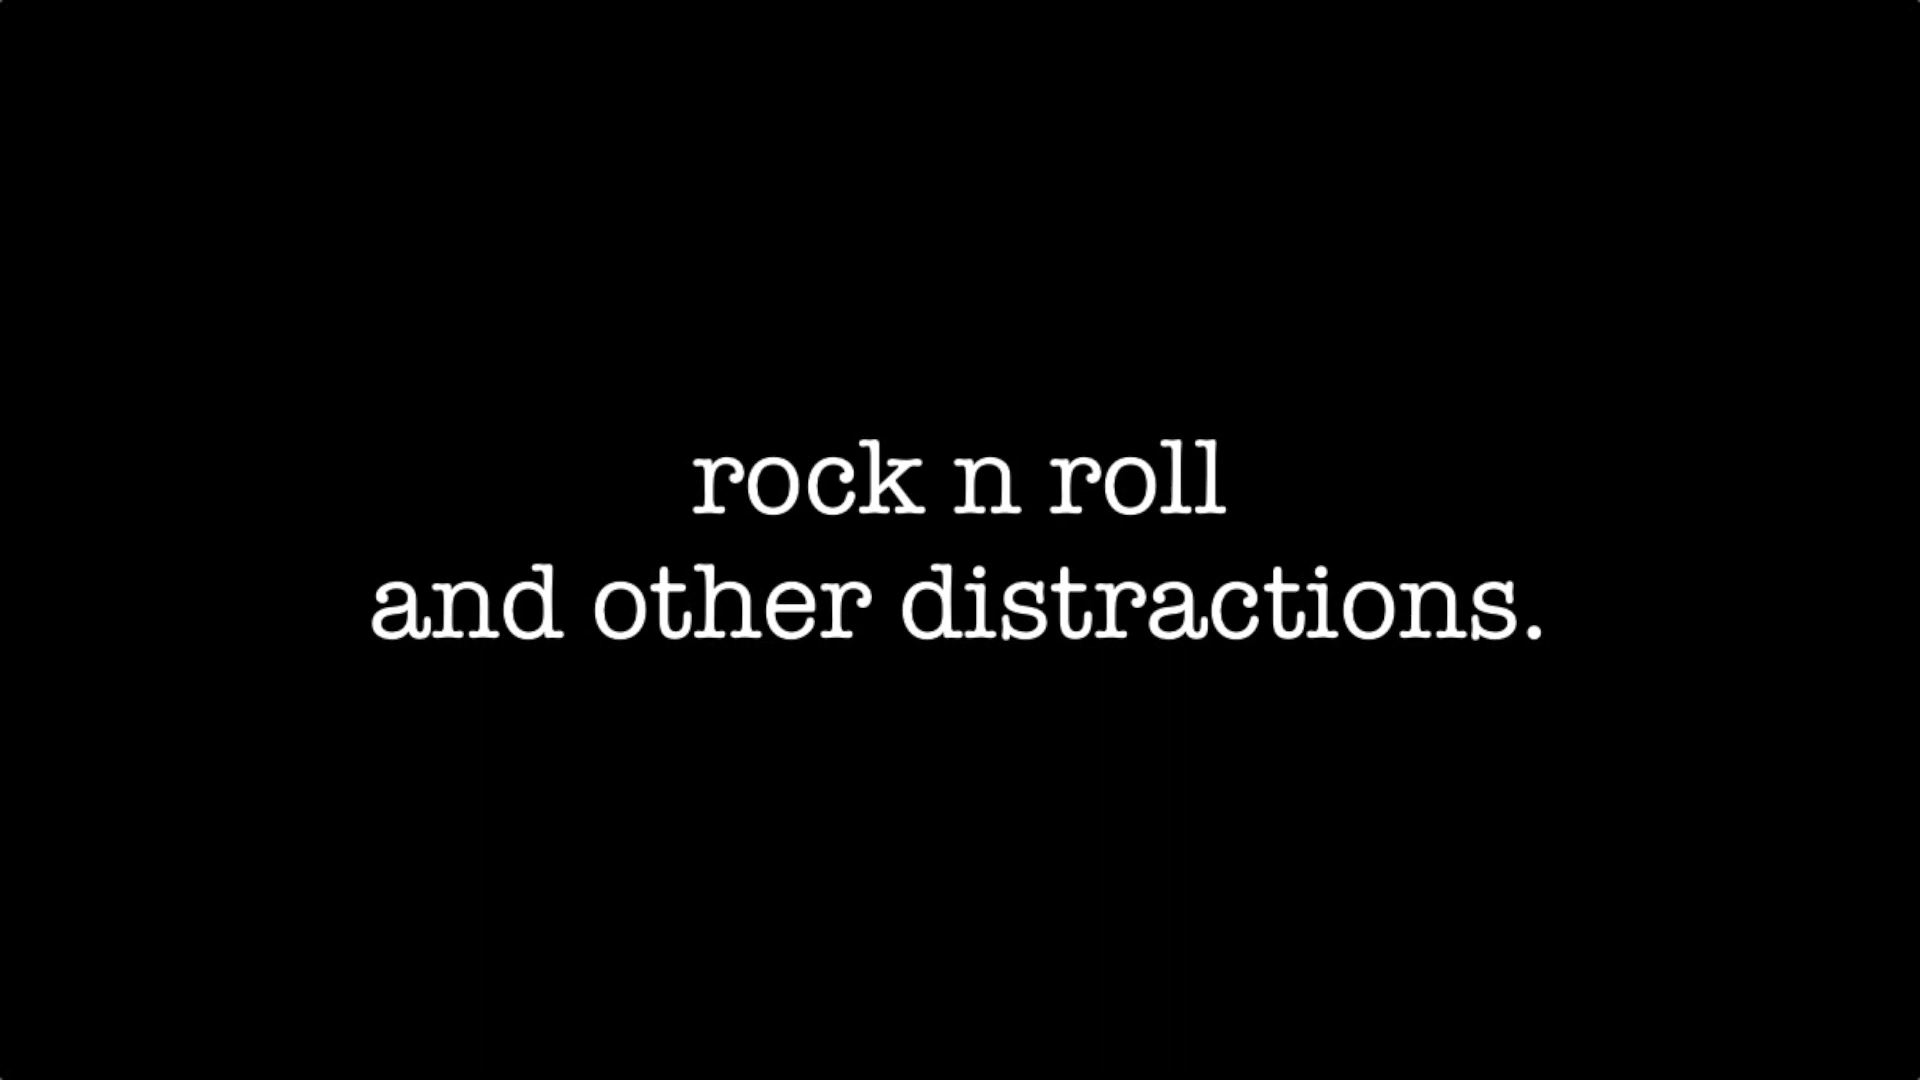 rock n roll
and other distractions.